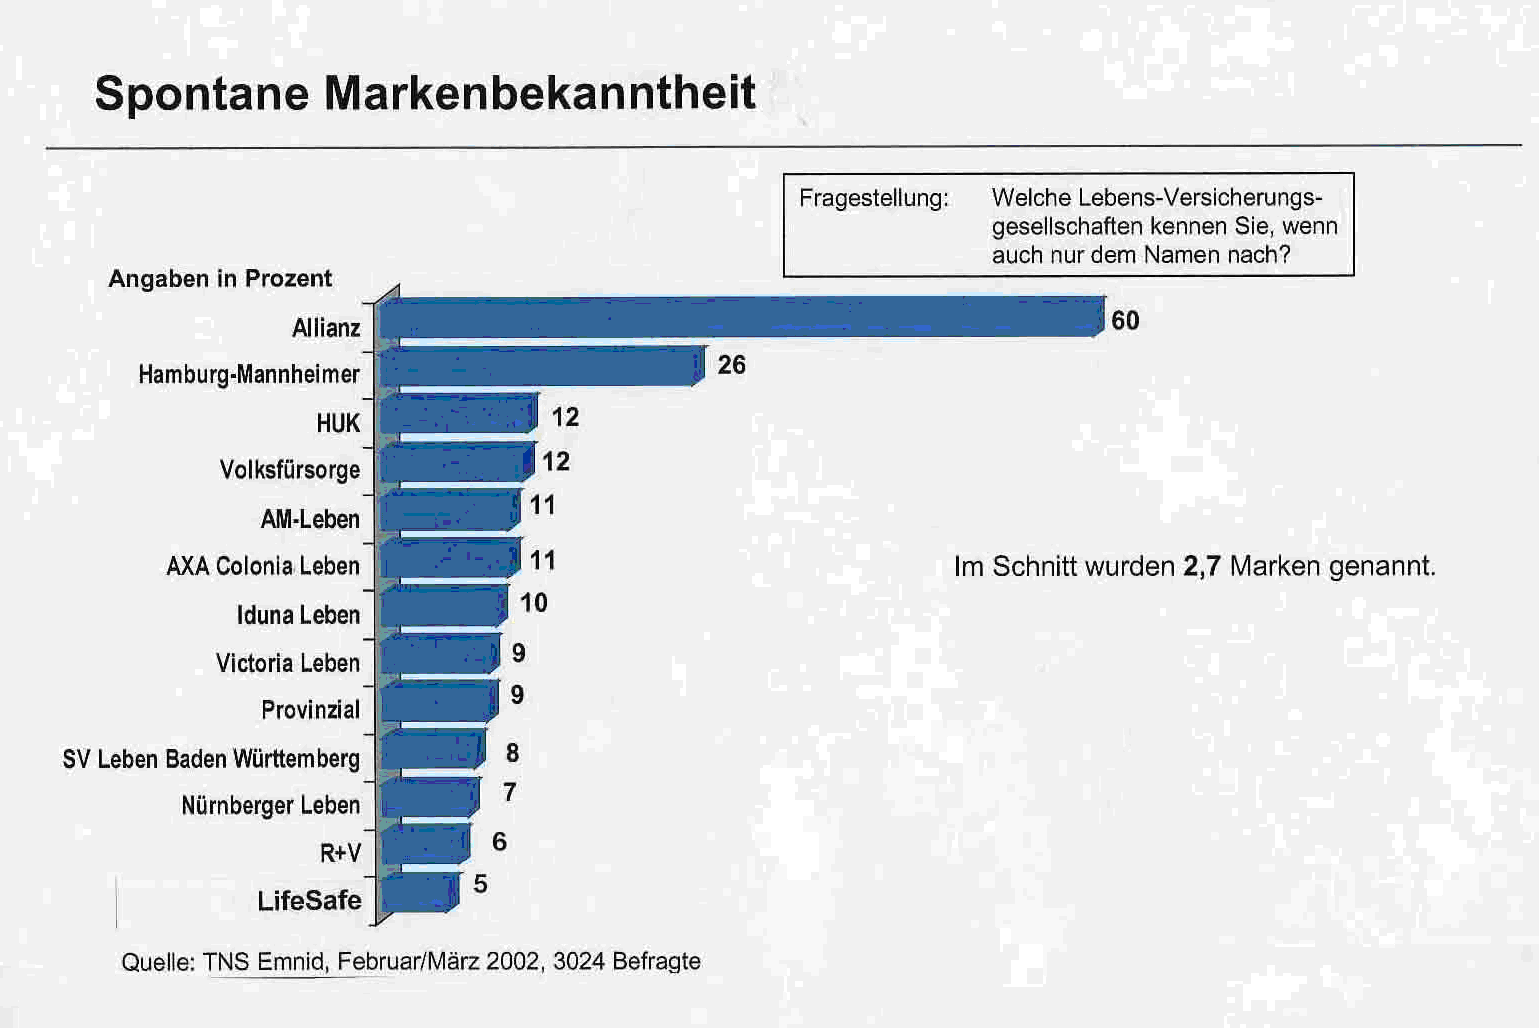 Spontane Markenbekanntheit
Fragestellung: Welche Lebens-Versicherungs-
gesellschaften kennen Sie, wenn
auch nur dem Namen nach?
Angaben in Prozent
Allianz 60
Hamburg-Mannheimer 26
HUK 12
Volksfürsorge 12
AM-Leben 11
AXA Colonia Leben 11
Iduna Leben 10
Victoria Leben 9
Provinzial 9
SV Leben Baden Württemberg 8
Nürnberger Leben 7
R+V 6
LifeSafe 5
Im Schnitt wurden 2,7 Marken genannt.
Quelle: TNS Emnid, Februar/März 2002, 3024 Befragte